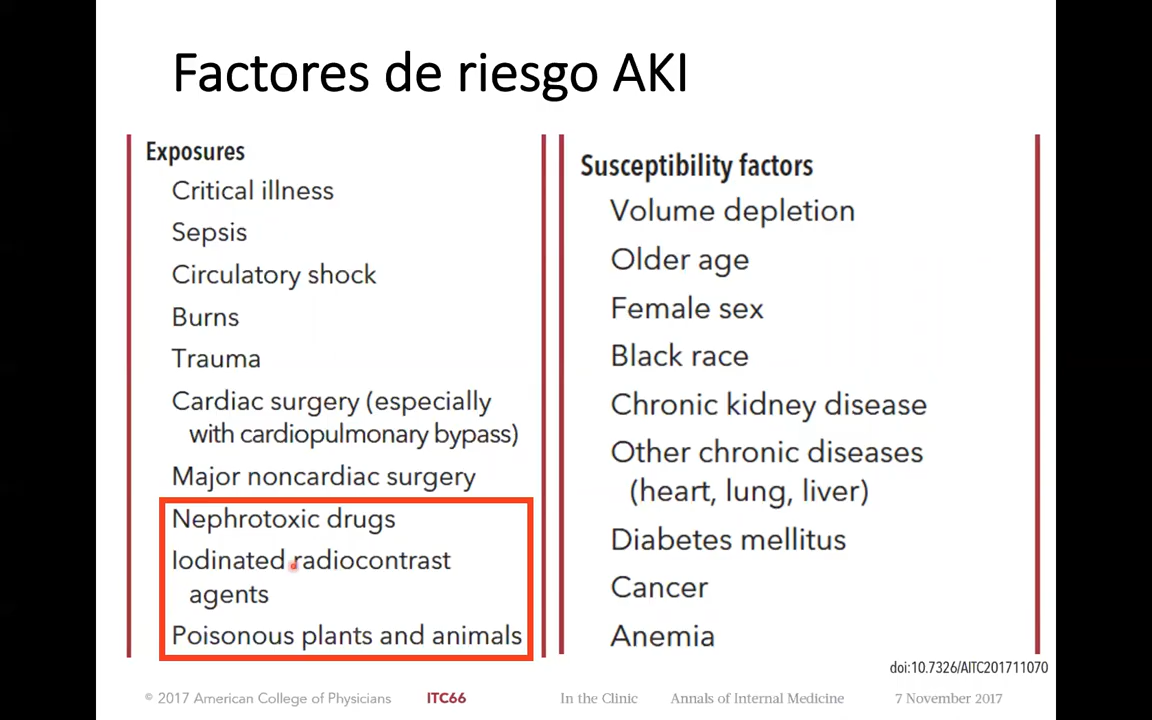 Factores de riesgo AKI
Exposures
Critical illness
Sepsis
Circulatory shock
Burns
Trauma
Cardiac surgery (especially
with cardiopulmonary bypass)
Major noncardiac surgery
Nephrotoxic drugs
Iodinated radiocontrast
agents
Poisonous plants and animals
Susceptibility factors
Volume depletion
Older age
Female sex
Black race
Chronic kidney disease
Other chronic diseases
(heart, lung, liver)
Diabetes mellitus
Cancer
Anemia
doi:10.7326/AITC201711070
© 2017 American College of Physicians ITC66 In the Clinic Annals of Internal Medicine 7 November 2017